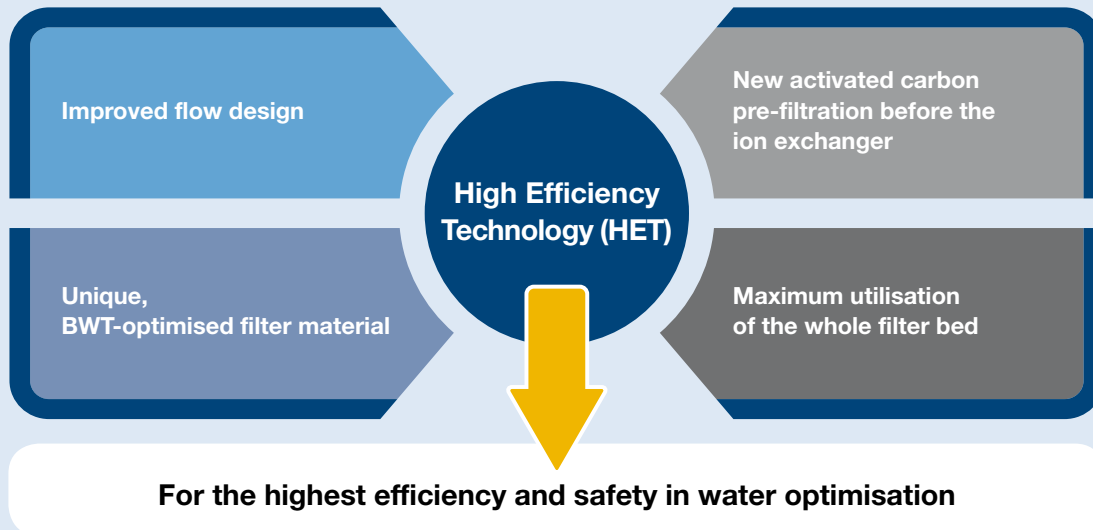 Improved flow design
New activated carbon
pre-filtration before the
ion exchanger
High Efficiency
Technology (HET)
Unique,
BWT-optimised filter material
Maximum utilisation
of the whole filter bed
For the highest efficiency and safety in water optimisation